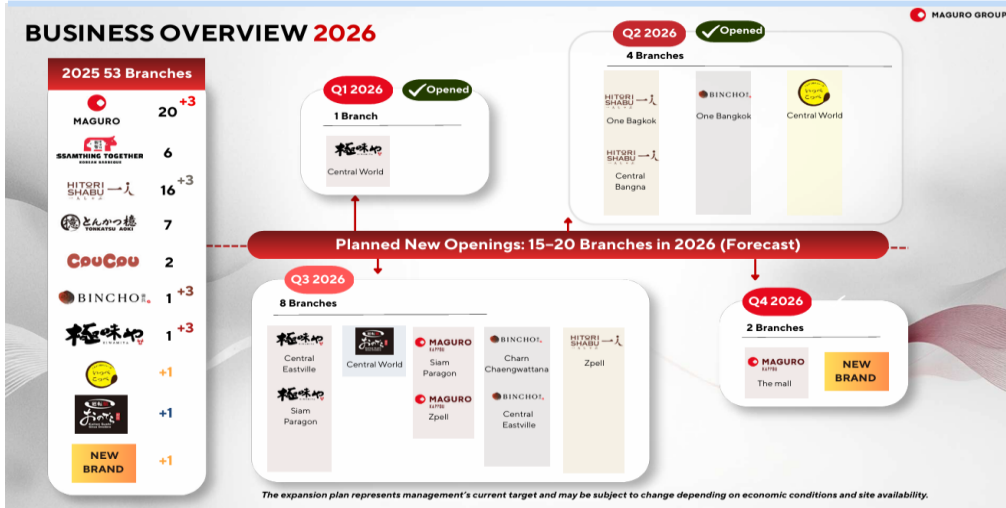 BUSINESS OVERVIEW 2026
MAGURO GROUP
2025 53 Branches
MAGURO
20 +3
SSAMTHING TOGETHER
KOREAN BARBECUE
6
HITORI
SHABU 一人
16 +3
とんかつ檍
TONKATSU AOKI
7
CouCou
2
BINCHO
1 +3
極味や
KIWAMIYA
1 +3
+1
+1
NEW
BRAND
+1
Q1 2026
Opened
1 Branch
極味や
Central World
Q2 2026
Opened
4 Branches
HITORI
SHABU 一人
One Bagkok
HITORI
SHABU 一人
Central
Bangna
BINCHO
One Bangkok
Central World
Planned New Openings: 15–20 Branches in 2026 (Forecast)
Q3 2026
8 Branches
極味や
Central
Eastville
極味や
Siam
Paragon
Central World
MAGURO
KAPPOU
Siam
Paragon
MAGURO
KAPPOU
Zpell
BINCHO
Charn
Chaengwattana
BINCHO
Central
Eastville
HITORI
SHABU 一人
Zpell
Q4 2026
2 Branches
MAGURO
KAPPOU
The mall
NEW
BRAND
The expansion plan represents management's current target and may be subject to change depending on economic conditions and site availability.